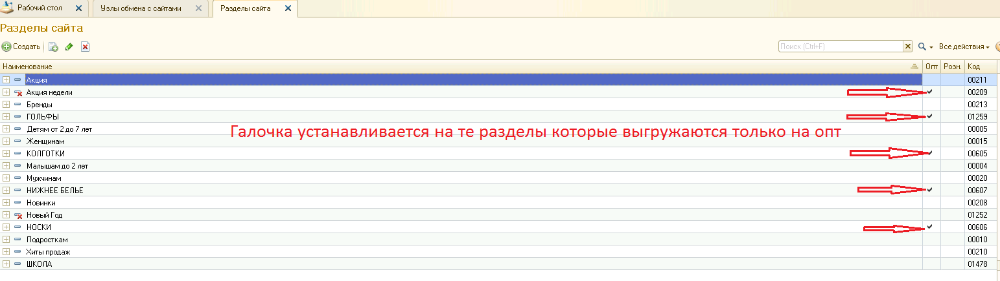 Рабочий стол Узлы обмена с сайтами Разделы сайта
Разделы сайта
Создать Поиск (Ctrl+F) Все действия
Наименование Опт Розн. Код
Акция 00211
Акция недели 00209
Бренды 00213
ГОЛЬФЫ 01259
Детям от 2 до 7 лет 00005
Галочка устанавливается на те разделы которые выгружаются только на опт
Женщинам 00015
КОЛГОТКИ 00605
Малышам до 2 лет 00004
Мужчинам 00020
НИЖНЕЕ БЕЛЬЕ 00607
Новинки 00208
Новый Год 01252
НОСКИ 00606
Подросткам 00010
Хиты продаж 00210
ШКОЛА 01478